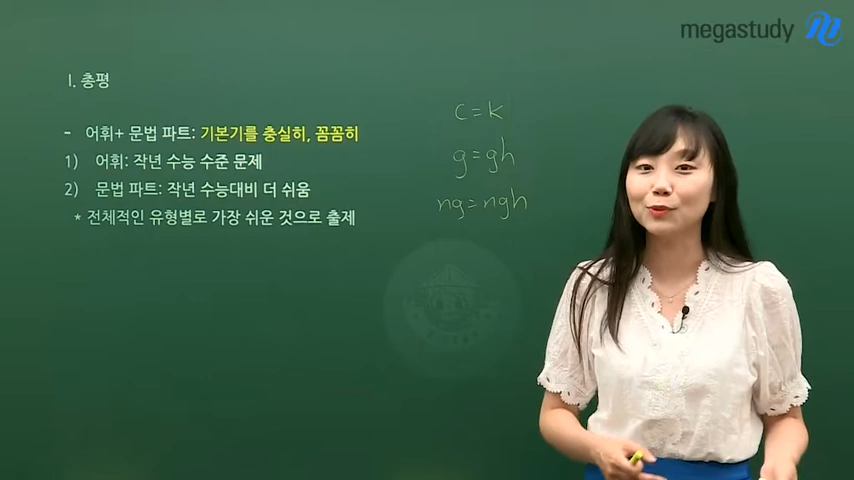 megastudy
I. 총평
- 어휘+ 문법 파트: 기본기를 충실히, 꼼꼼히
1) 어휘: 작년 수능 수준 문제
2) 문법 파트: 작년 수능대비 더 쉬움
* 전체적인 유형별로 가장 쉬운 것으로 출제
c=k
g=gh
ng=ngh